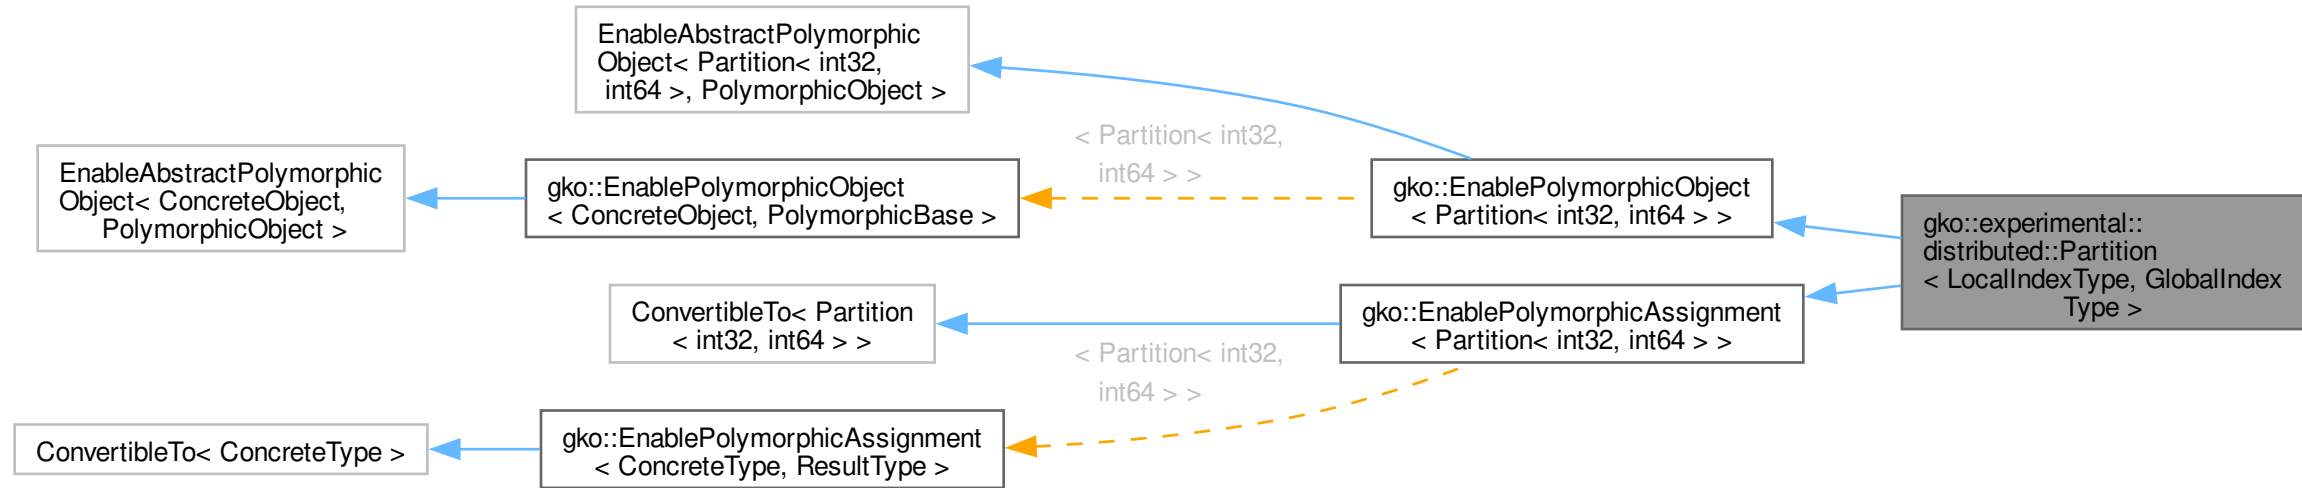 EnableAbstractPolymorphic
Object< Partition< int32,
int64 >, PolymorphicObject >
< Partition< int32,
int64 > >
EnableAbstractPolymorphic
Object< ConcreteObject,
PolymorphicObject >
gko::EnablePolymorphicObject
< ConcreteObject, PolymorphicBase >
gko::EnablePolymorphicObject
< Partition< int32, int64 > >
gko::experimental::
distributed::Partition
< LocalIndexType, GlobalIndex
Type >
ConvertibleTo< Partition
< int32, int64 > >
gko::EnablePolymorphicAssignment
< Partition< int32, int64 > >
< Partition< int32,
int64 > >
ConvertibleTo< ConcreteType >
gko::EnablePolymorphicAssignment
< ConcreteType, ResultType >